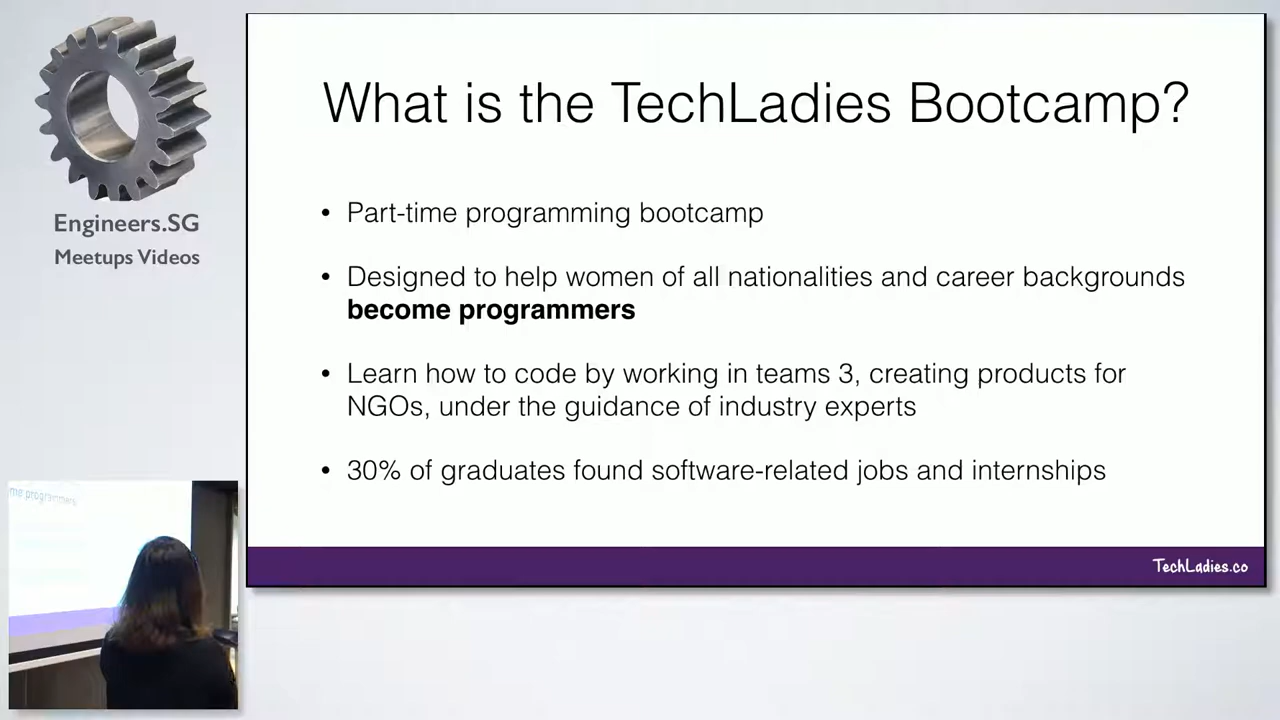 What is the TechLadies Bootcamp?
Engineers.SG
Meetups Videos
• Part-time programming bootcamp
• Designed to help women of all nationalities and career backgrounds
become programmers
• Learn how to code by working in teams 3, creating products for
NGOs, under the guidance of industry experts
• 30% of graduates found software-related jobs and internships
me programmers
TechLadies.co